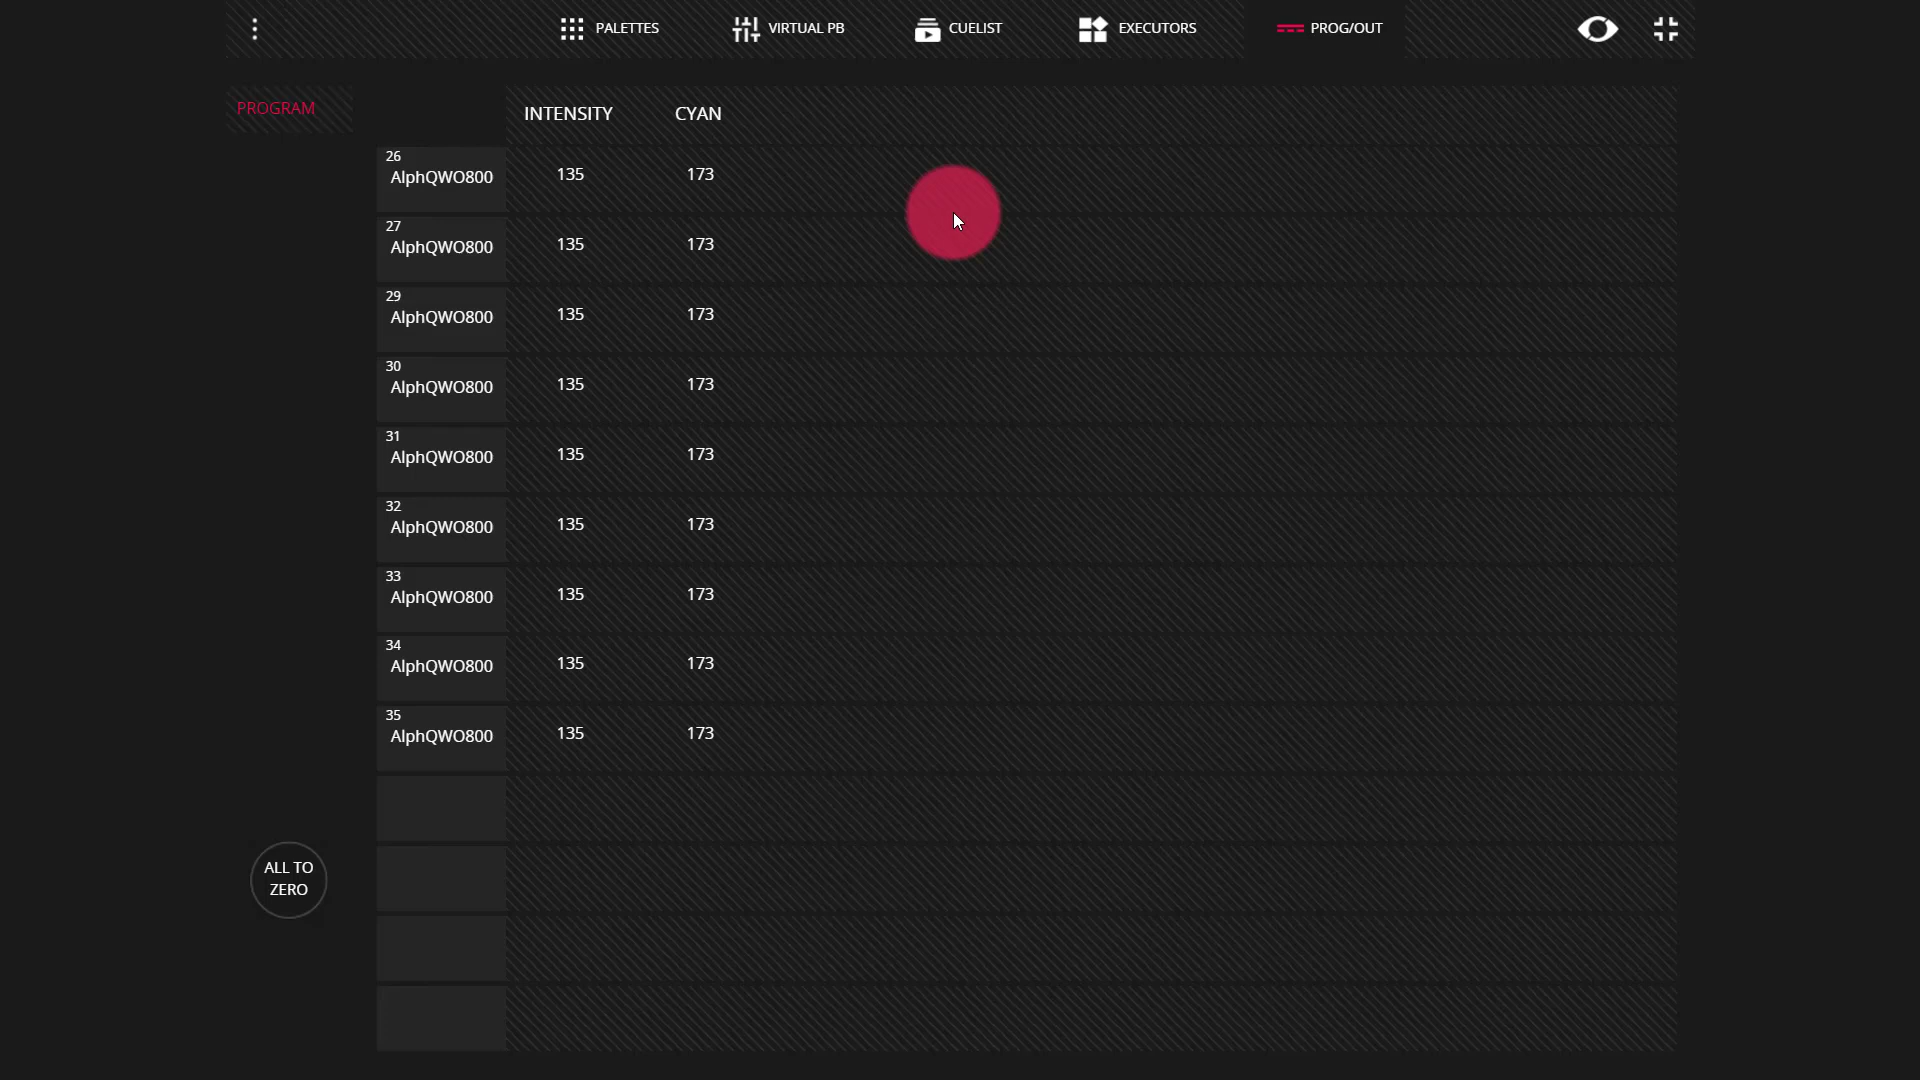 PALETTES VIRTUAL PB CUELIST EXECUTORS PROG/OUT
PROGRAM
INTENSITY CYAN
26
AlphQWO800 135 173
27
AlphQWO800 135 173
29
AlphQWO800 135 173
30
AlphQWO800 135 173
31
AlphQWO800 135 173
32
AlphQWO800 135 173
33
AlphQWO800 135 173
34
AlphQWO800 135 173
35
AlphQWO800 135 173
ALL TO
ZERO